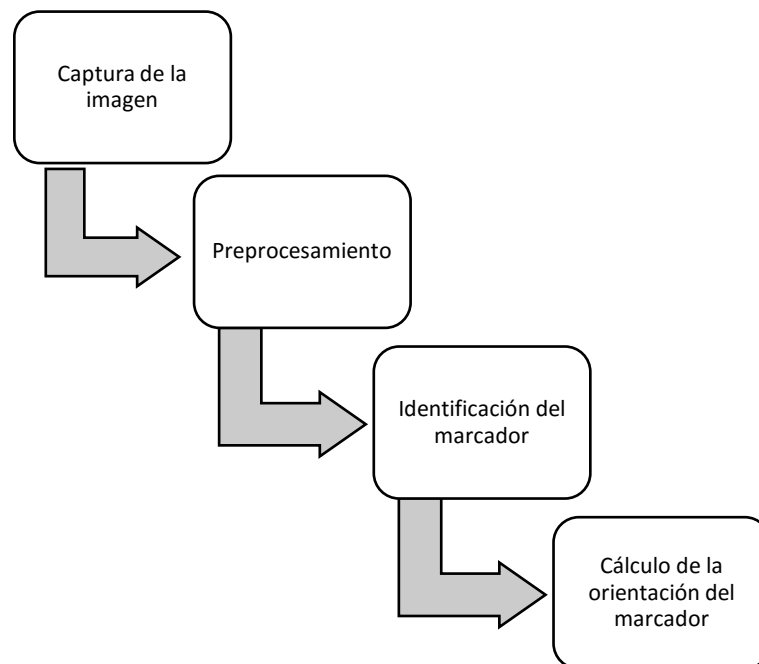 Captura de la
imagen
Preprocesamiento
Identificación del
marcador
Cálculo de la
orientación del
marcador